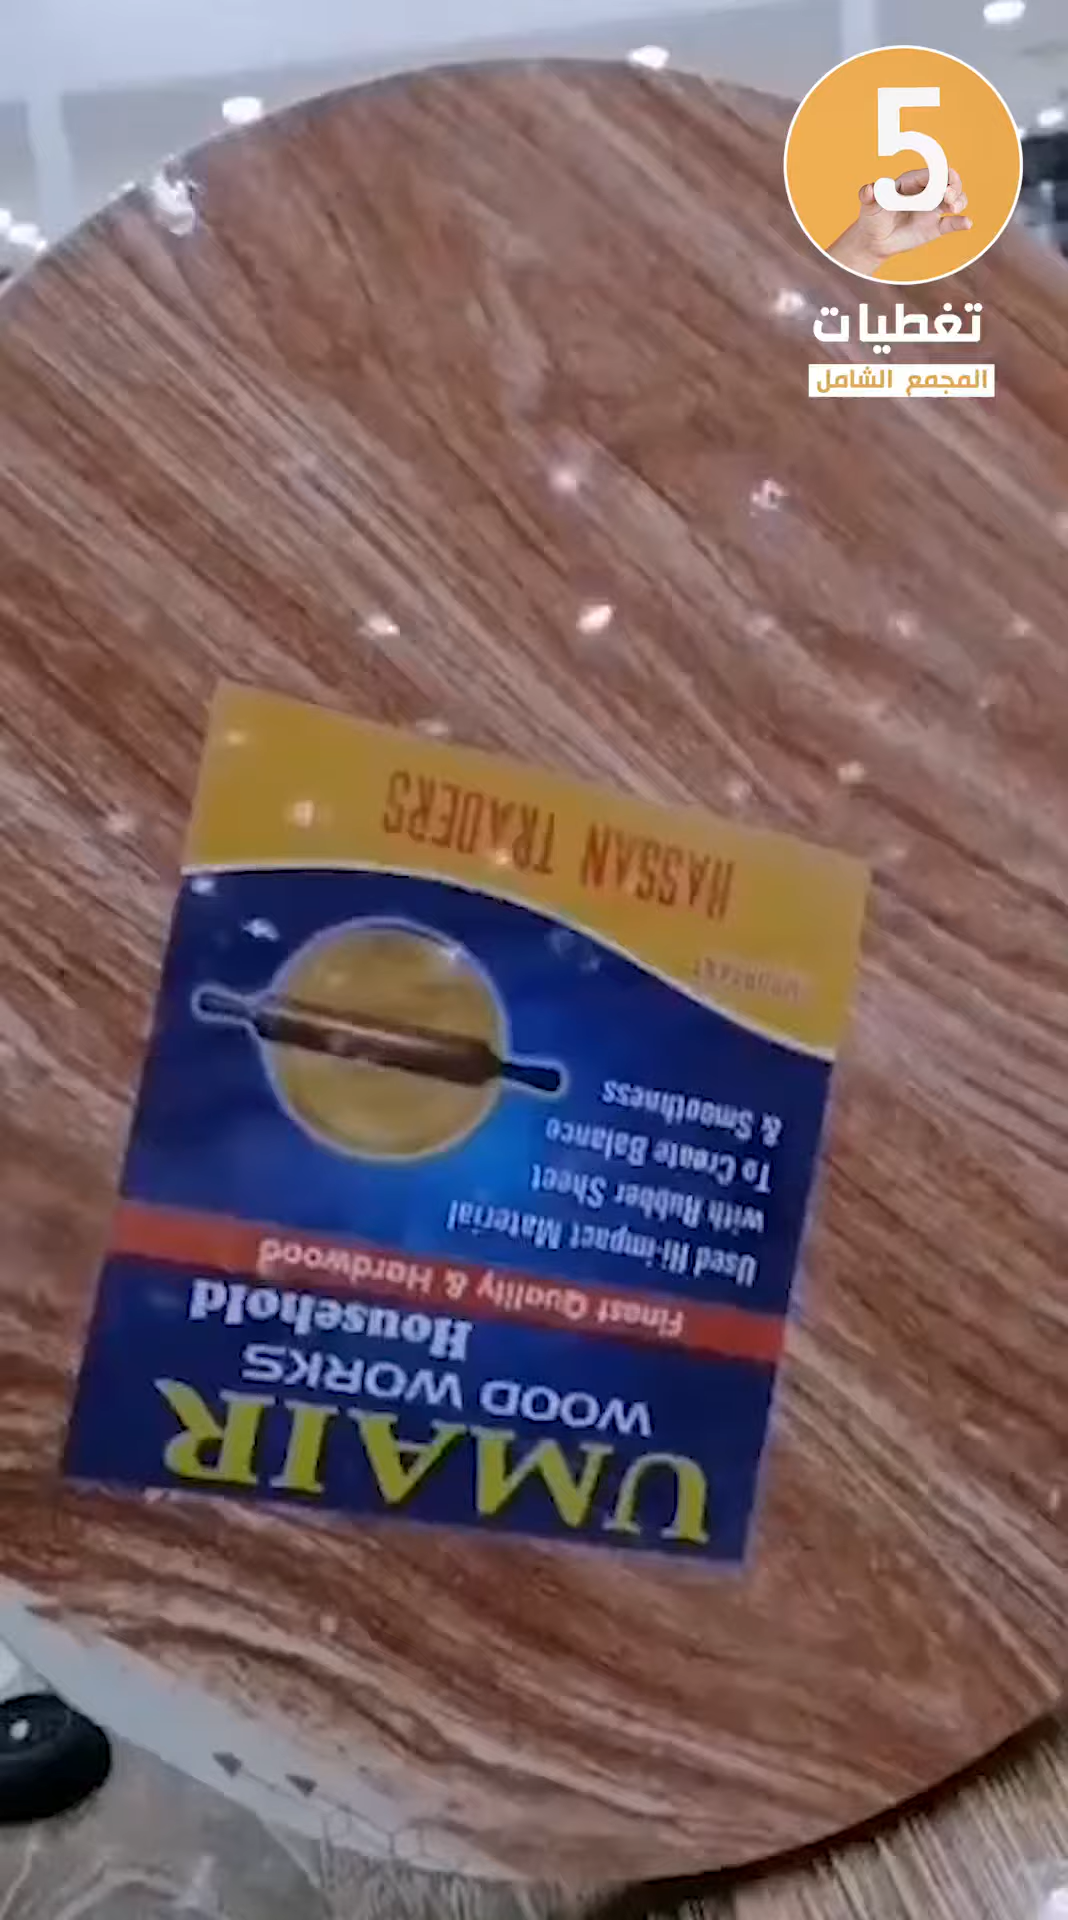 5
تغطيات
المجمع الشامل
UMAIR
WOOD WORKS
Household
Finest Quality & Hardwood
Used Hi-impact Material
with Rubber Sheet
To Create Balance
& Smoothness
HASSAN TRADERS